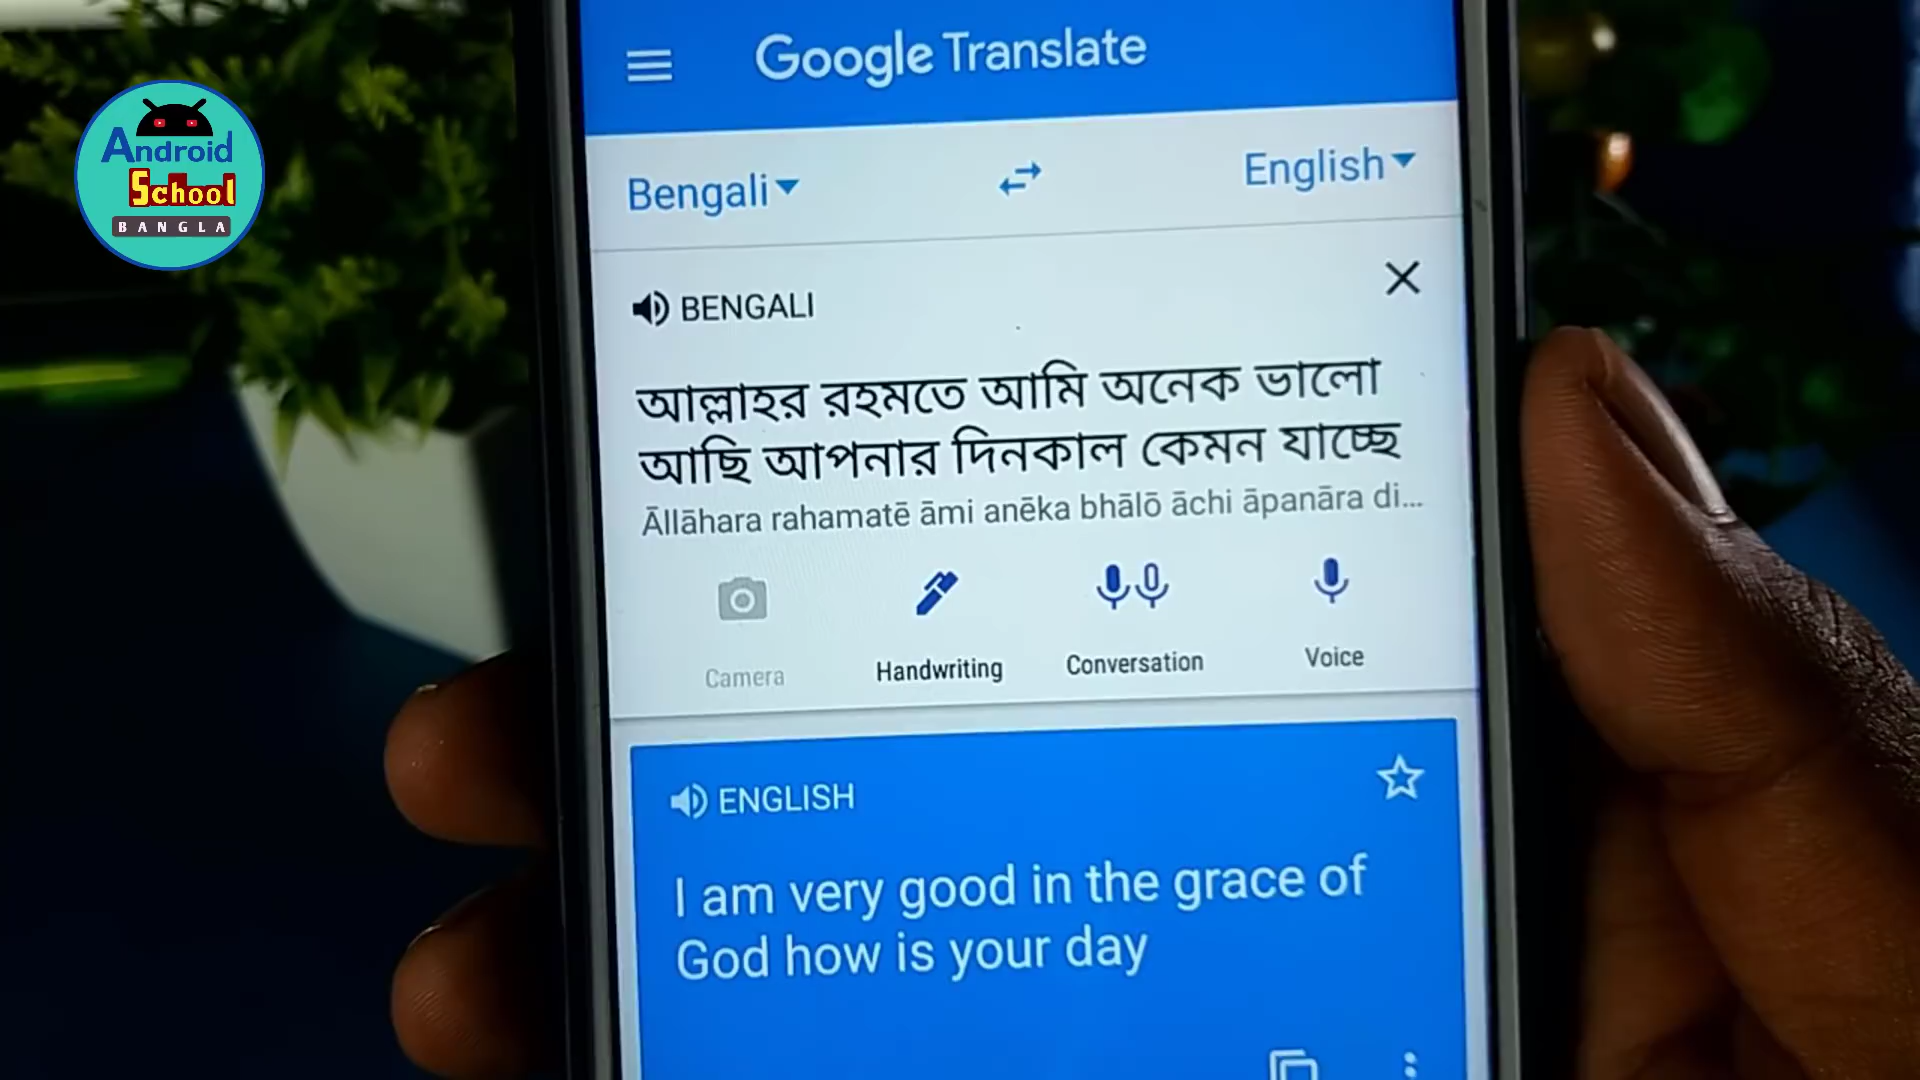 Android
School
BANGLA
Google Translate
Bengali
English
BENGALI
আল্লাহর রহমতে আমি অনেক ভালো
আছি আপনার দিনকাল কেমন যাচ্ছে
Āllāhara rahamatē āmi anēka bhālō āchi āpanāra di...
Camera
Handwriting
Conversation
Voice
ENGLISH
I am very good in the grace of
God how is your day